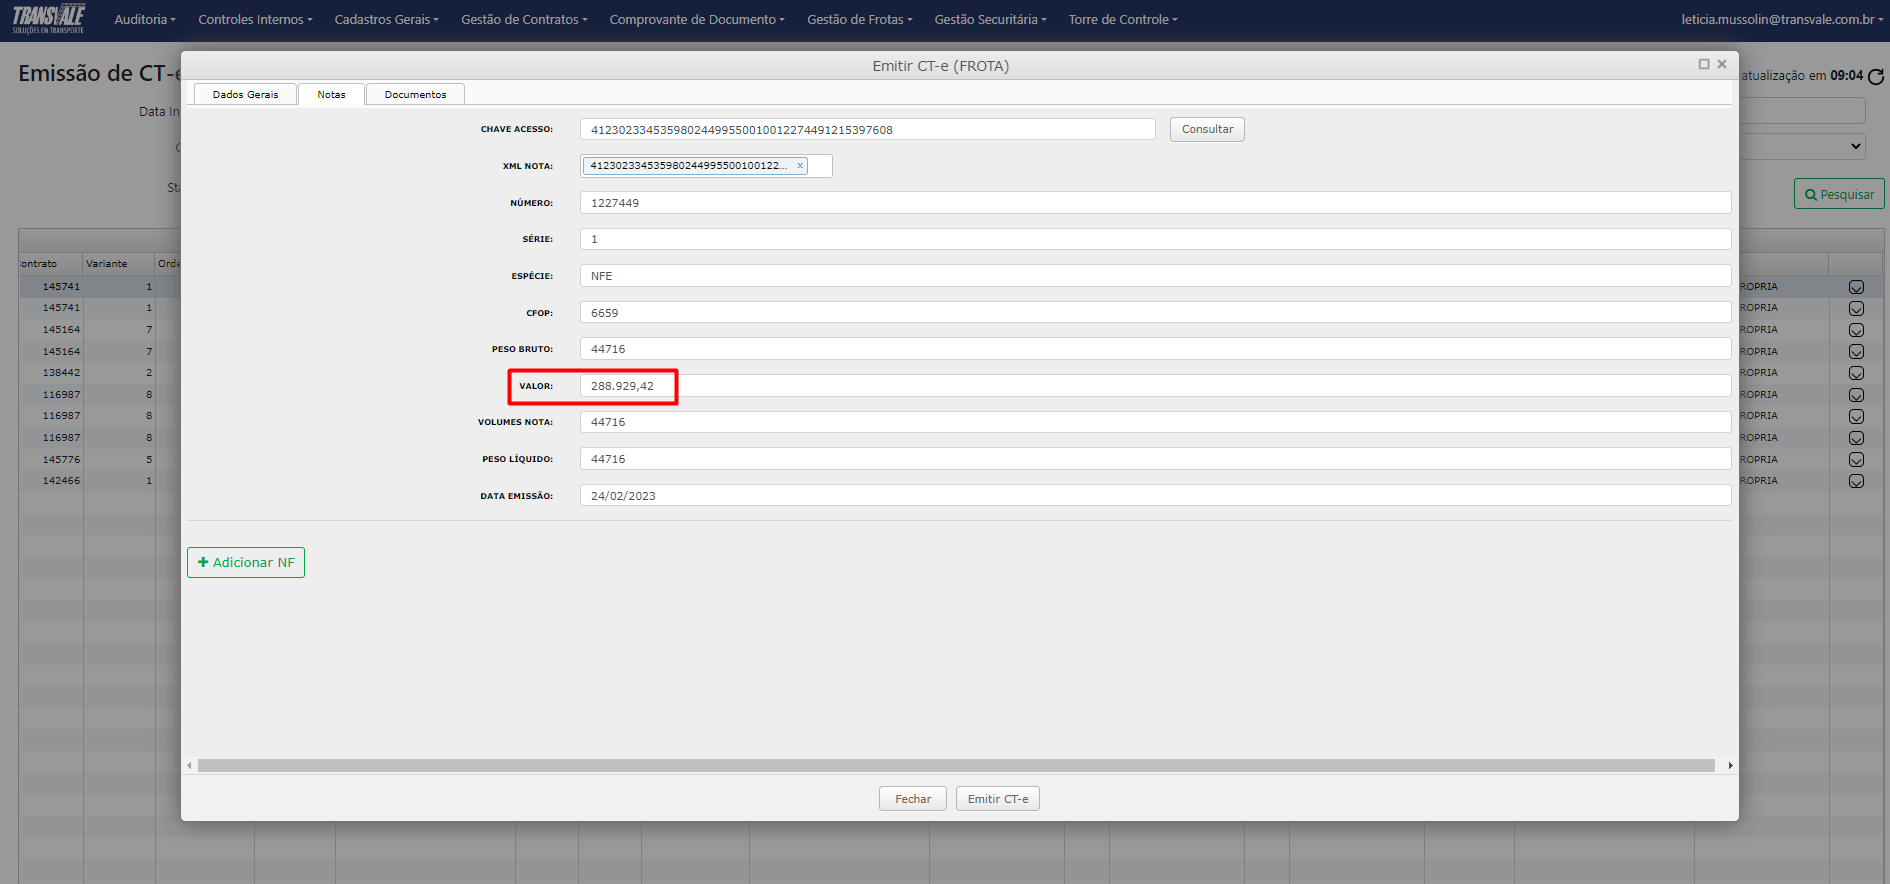 TRANSVALE
SOLUÇÕES EM TRANSPORTE
Auditoria Controles Internos Cadastros Gerais Gestão de Contratos Comprovante de Documento Gestão de Frotas Gestão Securitária Torre de Controle leticia.mussolin@transvale.com.br
Emissão de CT-e
atualização em 09:04
Data In
Sta
Pesquisar
Emitir CT-e (FROTA)
Dados Gerais Notas Documentos
CHAVE ACESSO: 41230233453598024499550010012274491215397608 Consultar
XML NOTA: 412302334535980244995500100122... x
NÚMERO: 1227449
SÉRIE: 1
ESPÉCIE: NFE
CFOP: 6659
PESO BRUTO: 44716
VALOR: 288.929,42
VOLUMES NOTA: 44716
PESO LÍQUIDO: 44716
DATA EMISSÃO: 24/02/2023
+ Adicionar NF
Fechar Emitir CT-e
ontrato Variante Orde
145741 1 ROPRIA
145741 1 ROPRIA
145164 7 ROPRIA
145164 7 ROPRIA
138442 2 ROPRIA
116987 8 ROPRIA
116987 8 ROPRIA
116987 8 ROPRIA
145776 5 ROPRIA
142466 1 ROPRIA